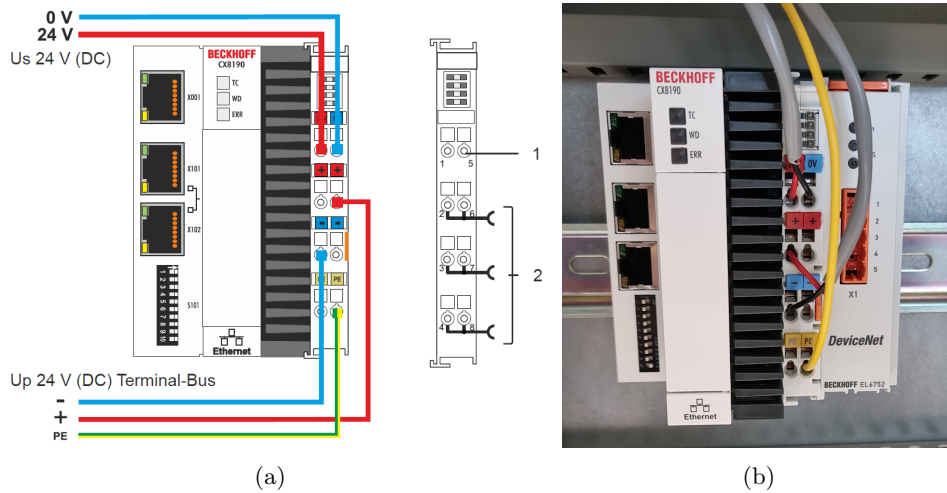 0 V
24 V
Us 24 V (DC)
BECKHOFF
CX8190
TC
WD
ERR
X001
X101
X102
+ +
- -
PE
1 2 3 4 5 6 7 8 9 10
S101
Ethernet
Up 24 V (DC) Terminal-Bus
-
+
PE
1 5
2 6
3 7
4 8
1
2
(a)
BECKHOFF
CX8190
TC
WD
ERR
0V
+ +
-
PE PE
1
2
3
4
5
X1
DeviceNet
BECKHOFF EL6752
Ethernet
(b)